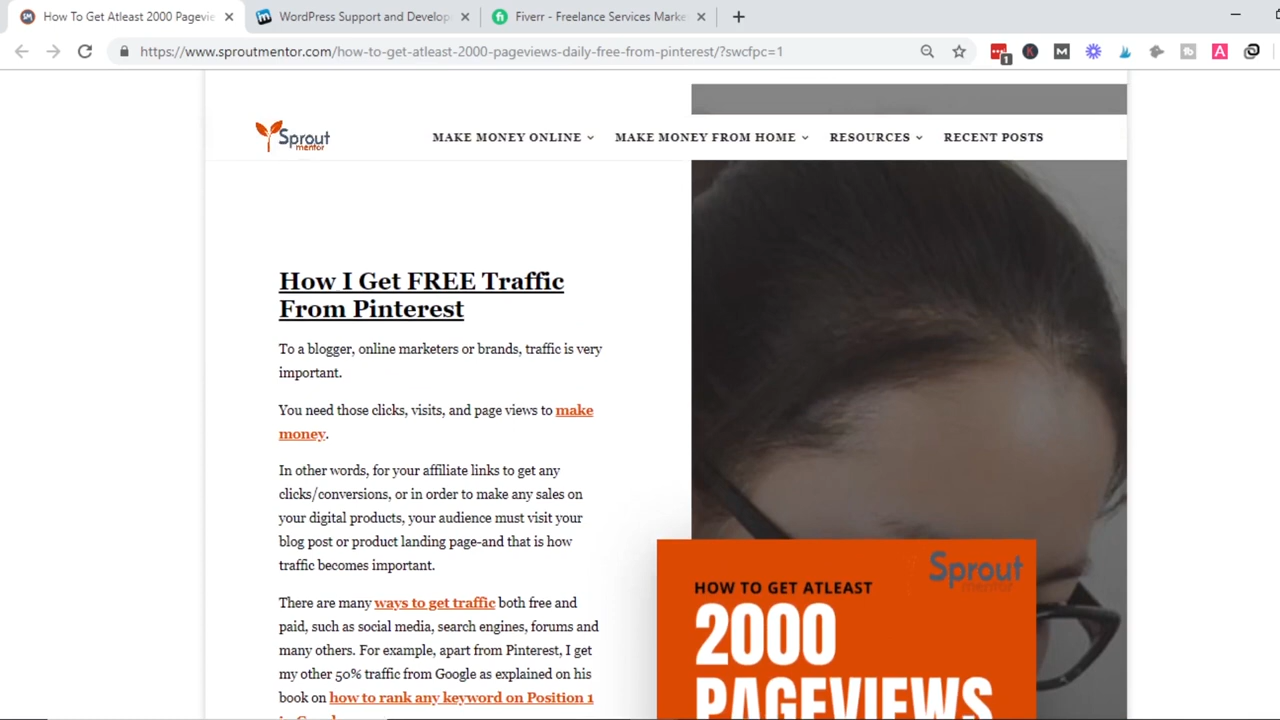 How To Get Atleast 2000 Pagevie
WordPress Support and Develop
Fiverr - Freelance Services Marke
https://www.sproutmentor.com/how-to-get-atleast-2000-pageviews-daily-free-from-pinterest/?swcfpc=1
1
K
M
A
Sprout
mentor
MAKE MONEY ONLINE
MAKE MONEY FROM HOME
RESOURCES
RECENT POSTS
How I Get FREE Traffic
From Pinterest
To a blogger, online marketers or brands, traffic is very
important.
You need those clicks, visits, and page views to make
money.
In other words, for your affiliate links to get any
clicks/conversions, or in order to make any sales on
your digital products, your audience must visit your
blog post or product landing page-and that is how
traffic becomes important.
There are many ways to get traffic both free and
paid, such as social media, search engines, forums and
many others. For example, apart from Pinterest, I get
my other 50% traffic from Google as explained on his
book on how to rank any keyword on Position 1
Sprout
mentor
HOW TO GET ATLEAST
2000
PAGEVIEWS